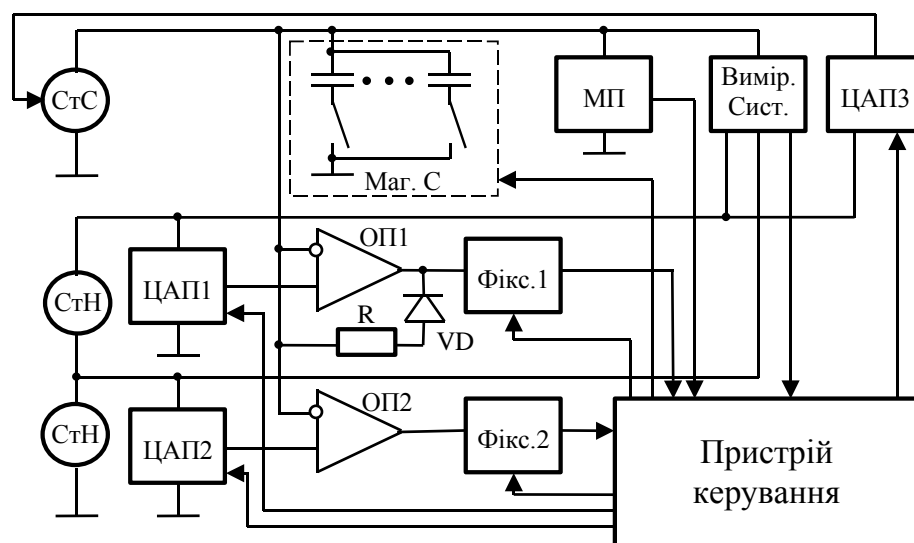 СтС
МП
Вимір.
Сист.
ЦАП3
Маг. С
ОП1
ЦАП1
Фікс.1
СтН
R
VD
ОП2
СтН
ЦАП2
Фікс.2
Пристрій
керування